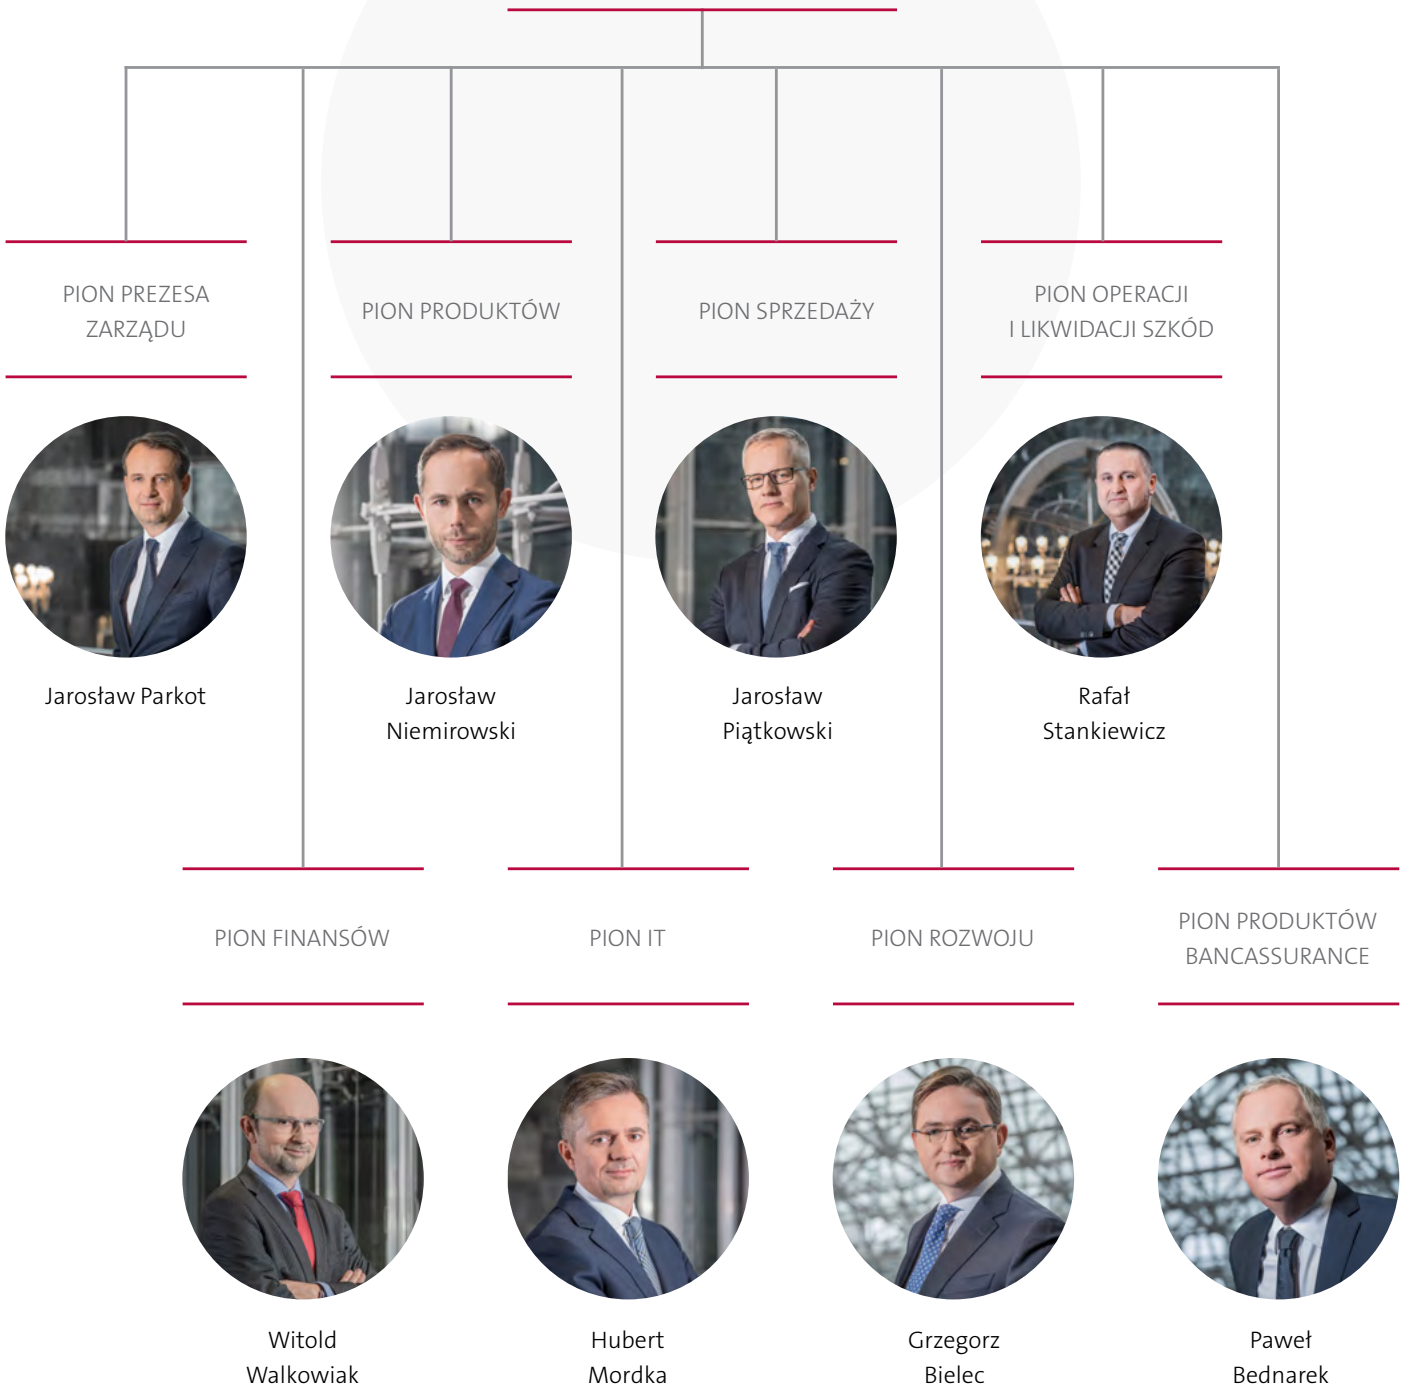 PION PREZESA
ZARZĄDU
PION PRODUKTÓW
PION SPRZEDAŻY
PION OPERACJI
I LIKWIDACJI SZKÓD
Jarosław Parkot
Jarosław
Niemirowski
Jarosław
Piątkowski
Rafał
Stankiewicz
PION FINANSÓW
PION IT
PION ROZWOJU
PION PRODUKTÓW
BANCASSURANCE
Witold
Walkowiak
Hubert
Mordka
Grzegorz
Bielec
Paweł
Bednarek